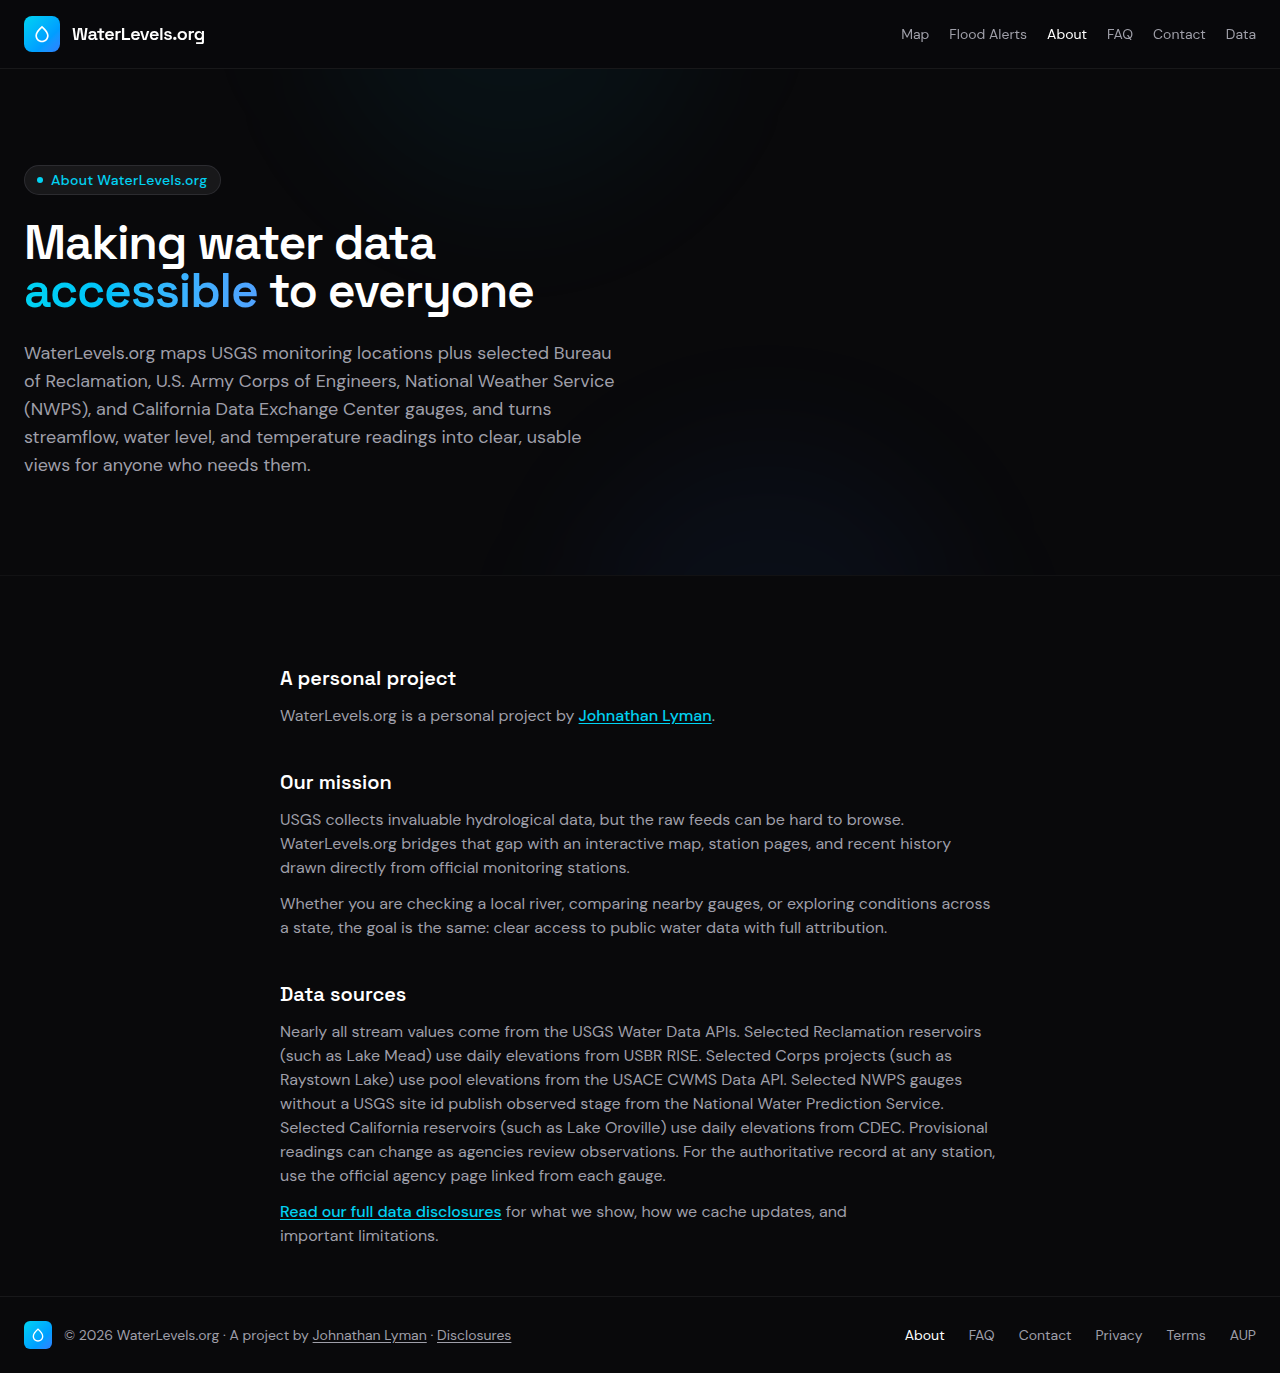 WaterLevels.org
Map Flood Alerts About FAQ Contact Data
About WaterLevels.org
Making water data
accessible to everyone
WaterLevels.org maps USGS monitoring locations plus selected Bureau
of Reclamation, U.S. Army Corps of Engineers, National Weather Service
(NWPS), and California Data Exchange Center gauges, and turns
streamflow, water level, and temperature readings into clear, usable
views for anyone who needs them.
A personal project
WaterLevels.org is a personal project by Johnathan Lyman.
Our mission
USGS collects invaluable hydrological data, but the raw feeds can be hard to browse.
WaterLevels.org bridges that gap with an interactive map, station pages, and recent history
drawn directly from official monitoring stations.
Whether you are checking a local river, comparing nearby gauges, or exploring conditions across
a state, the goal is the same: clear access to public water data with full attribution.
Data sources
Nearly all stream values come from the USGS Water Data APIs. Selected Reclamation reservoirs
(such as Lake Mead) use daily elevations from USBR RISE. Selected Corps projects (such as
Raystown Lake) use pool elevations from the USACE CWMS Data API. Selected NWPS gauges
without a USGS site id publish observed stage from the National Water Prediction Service.
Selected California reservoirs (such as Lake Oroville) use daily elevations from CDEC. Provisional
readings can change as agencies review observations. For the authoritative record at any station,
use the official agency page linked from each gauge.
Read our full data disclosures for what we show, how we cache updates, and
important limitations.
© 2026 WaterLevels.org · A project by Johnathan Lyman · Disclosures
About FAQ Contact Privacy Terms AUP